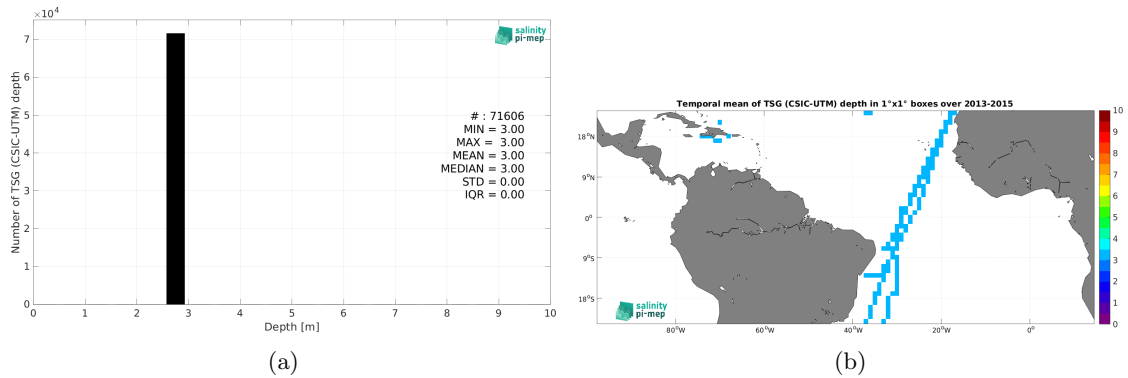 ×10⁴
salinity
pi-mep
7
6
5
4
3
2
1
0
Number of TSG (CSIC-UTM) depth
# : 71606
MIN = 3.00
MAX = 3.00
MEAN = 3.00
MEDIAN = 3.00
STD = 0.00
IQR = 0.00
0 1 2 3 4 5 6 7 8 9 10
Depth [m]
(a)
Temporal mean of TSG (CSIC-UTM) depth in 1°x1° boxes over 2013-2015
18°N
9°N
0°
9°S
18°S
salinity
pi-mep
80°W 60°W 40°W 20°W 0°
10
9
8
7
6
5
4
3
2
1
0
(b)